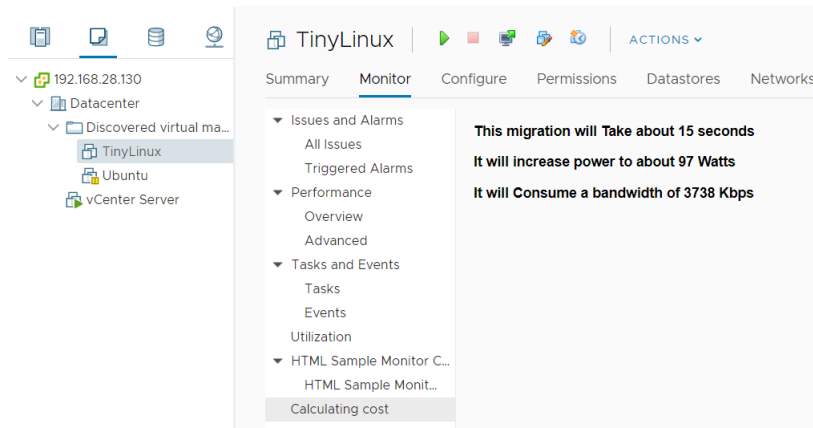 192.168.28.130
Datacenter
Discovered virtual ma...
TinyLinux
Ubuntu
vCenter Server
TinyLinux
ACTIONS
Summary Monitor Configure Permissions Datastores Networks
Issues and Alarms
All Issues
Triggered Alarms
Performance
Overview
Advanced
Tasks and Events
Tasks
Events
Utilization
HTML Sample Monitor C...
HTML Sample Monit...
Calculating cost
This migration will Take about 15 seconds
It will increase power to about 97 Watts
It will Consume a bandwidth of 3738 Kbps